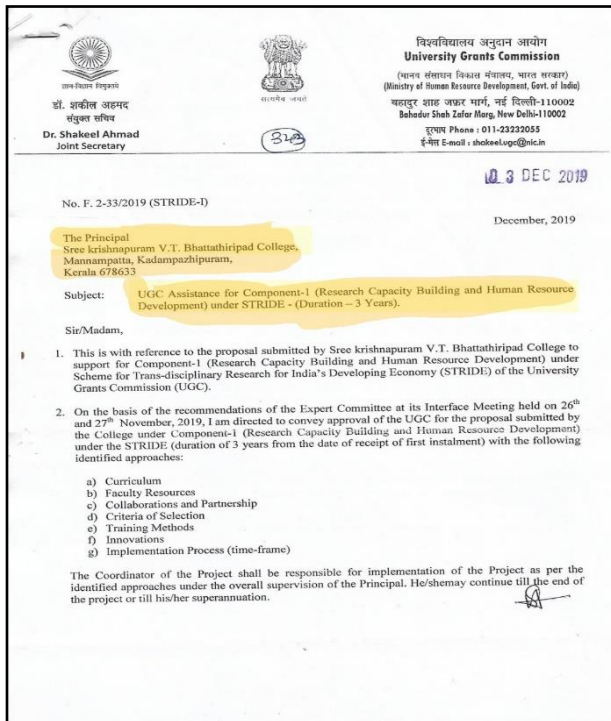 विश्वविद्यालय अनुदान आयोग
University Grants Commission
(मानव संसाधन विकास मंत्रालय, भारत सरकार)
(Ministry of Human Resource Development, Govt. of India)
बहादुर शाह ज़फ़र मार्ग, नई दिल्ली-110002
Bahadur Shah Zafar Marg, New Delhi-110002
दूरभाष Phone : 011-23232055
ई-मेल E-mail : shakeel.ugc@nic.in
ज्ञान-विज्ञान विमुक्तये
सत्यमेव जयते
डॉ. शकील अहमद
संयुक्त सचिव
Dr. Shakeel Ahmad
Joint Secretary
3 DEC 2019
No. F. 2-33/2019 (STRIDE-I)
December, 2019
The Principal
Sree krishnapuram V.T. Bhattathiripad College,
Mannampatta, Kadampazhipuram,
Kerala 678633
Subject: UGC Assistance for Component-1 (Research Capacity Building and Human Resource
Development) under STRIDE - (Duration – 3 Years).
Sir/Madam,
1. This is with reference to the proposal submitted by Sree krishnapuram V.T. Bhattathiripad College to
support for Component-1 (Research Capacity Building and Human Resource Development) under
Scheme for Trans-disciplinary Research for India's Developing Economy (STRIDE) of the University
Grants Commission (UGC).
2. On the basis of the recommendations of the Expert Committee at its Interface Meeting held on 26th
and 27th November, 2019, I am directed to convey approval of the UGC for the proposal submitted by
the College under Component-1 (Research Capacity Building and Human Resource Development)
under the STRIDE (duration of 3 years from the date of receipt of first instalment) with the following
identified approaches:
a) Curriculum
b) Faculty Resources
c) Collaborations and Partnership
d) Criteria of Selection
e) Training Methods
f) Innovations
g) Implementation Process (time-frame)
The Coordinator of the Project shall be responsible for implementation of the Project as per the
identified approaches under the overall supervision of the Principal. He/shemay continue till the end of
the project or till his/her superannuation.